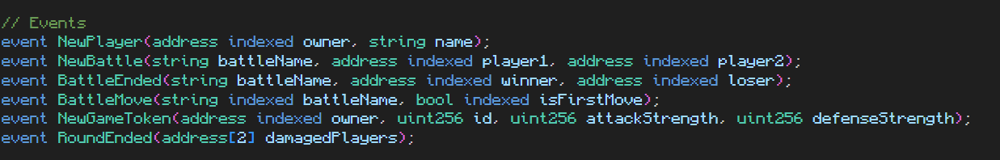 // Events
event NewPlayer(address indexed owner, string name);
event NewBattle(string battleName, address indexed player1, address indexed player2);
event BattleEnded(string battleName, address indexed winner, address indexed loser);
event BattleMove(string indexed battleName, bool indexed isFirstMove);
event NewGameToken(address indexed owner, uint256 id, uint256 attackStrength, uint256 defenseStrength);
event RoundEnded(address[2] damagedPlayers);